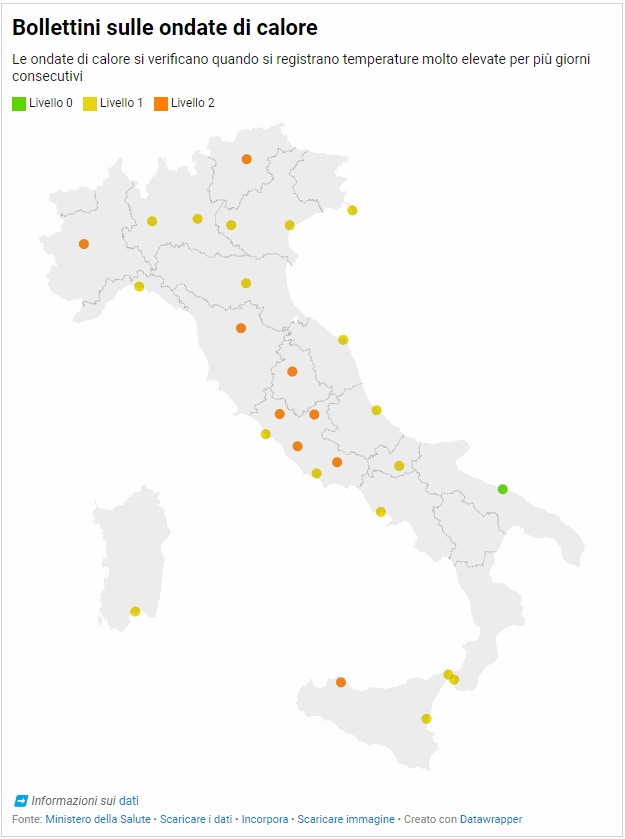 Bollettini sulle ondate di calore
Le ondate di calore si verificano quando si registrano temperature molto elevate per più giorni
consecutivi
Livello 0 Livello 1 Livello 2
Informazioni sui dati
Fonte: Ministero della Salute • Scaricare i dati • Incorpora • Scaricare immagine • Creato con Datawrapper